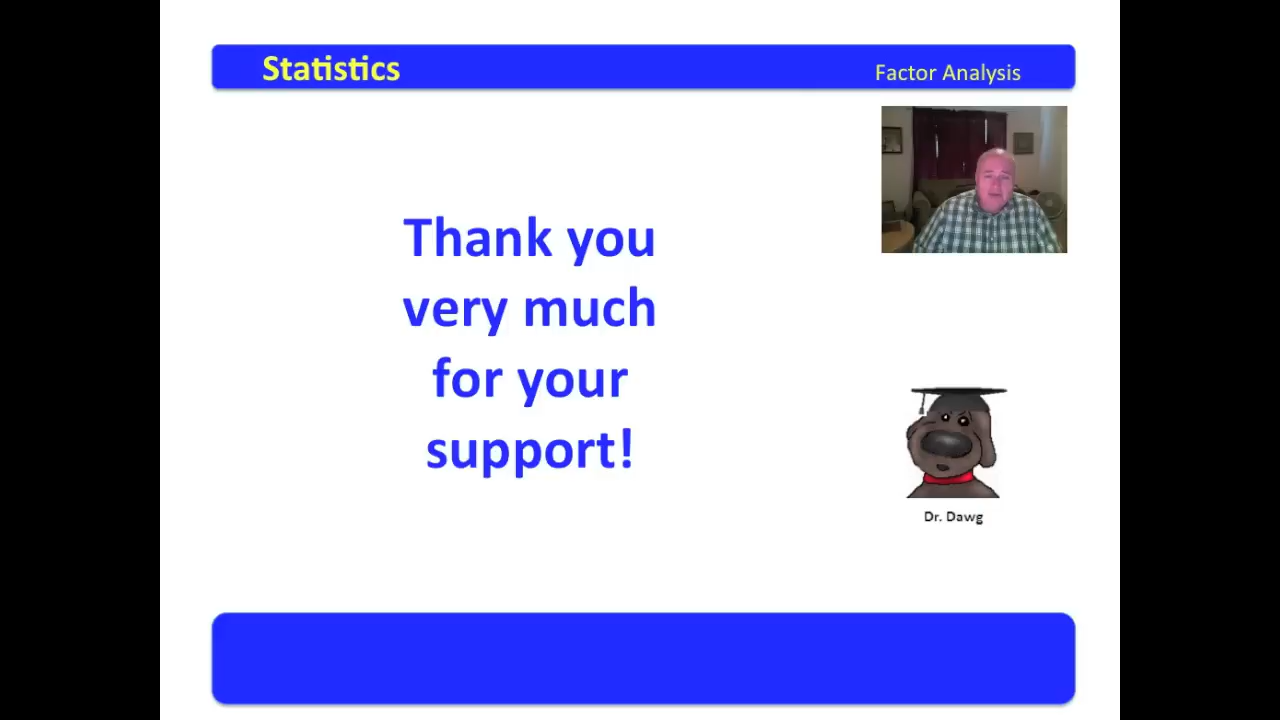 Statistics
Factor Analysis
Thank you
very much
for your
support!
Dr. Dawg